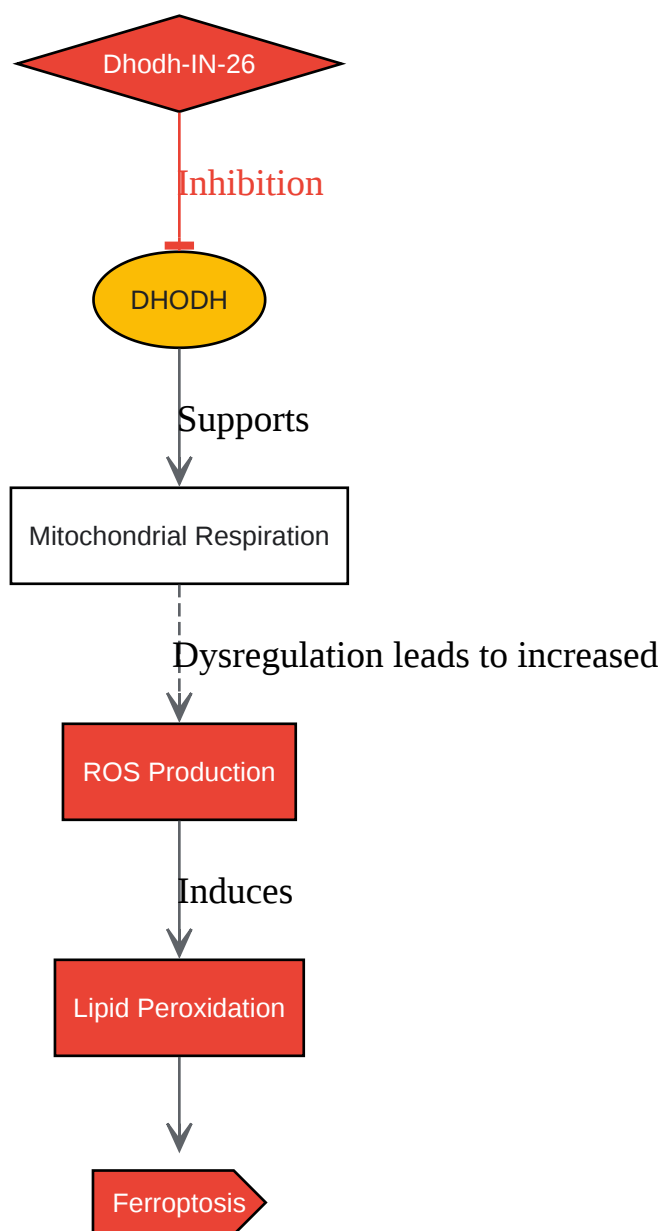 Dhodh-IN-26
Inhibition
DHODH
Supports
Mitochondrial Respiration
Dysregulation leads to increased
ROS Production
Induces
Lipid Peroxidation
Ferroptosis